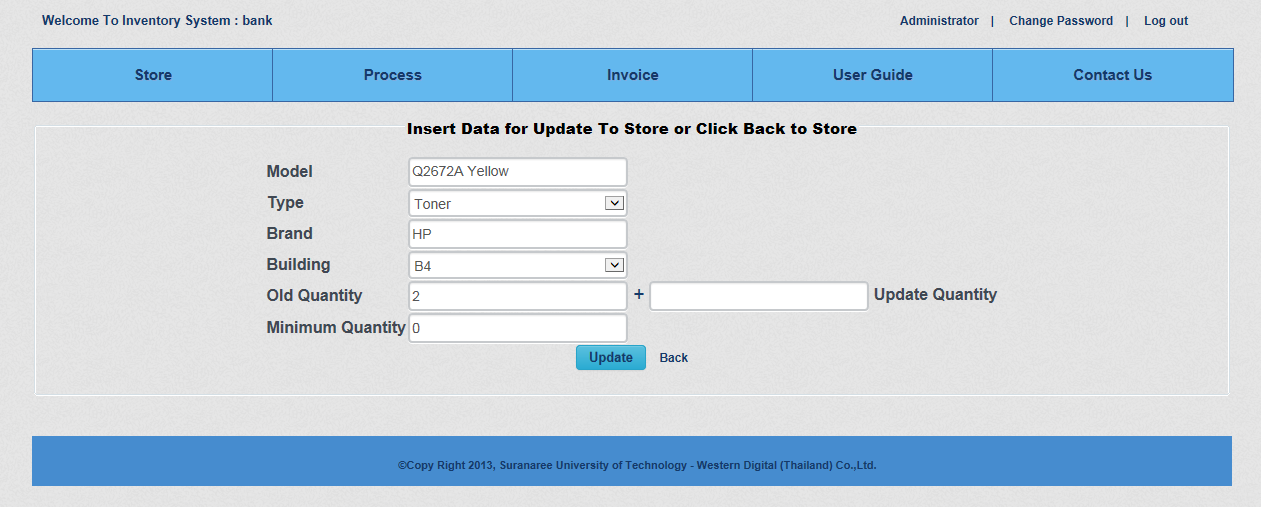 Welcome To Inventory System : bank
Administrator | Change Password | Log out
Store Process Invoice User Guide Contact Us
Insert Data for Update To Store or Click Back to Store
Model Q2672A Yellow
Type Toner
Brand HP
Building B4
Old Quantity 2 + Update Quantity
Minimum Quantity 0
Update Back
©Copy Right 2013, Suranaree University of Technology - Western Digital (Thailand) Co.,Ltd.